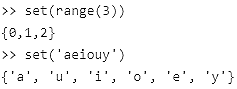 >> set(range(3))
{0,1,2}
>> set('aeiouy')
{'a', 'u', 'i', 'o', 'e', 'y'}